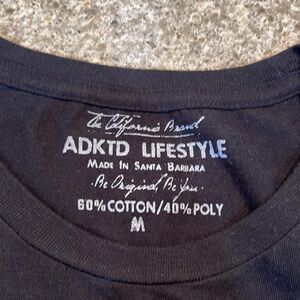 The California Brand
ADKTD LIFESTYLE
MADE IN SANTA BARBARA
.Be Original, Be You.
60% COTTON/40% POLY
M